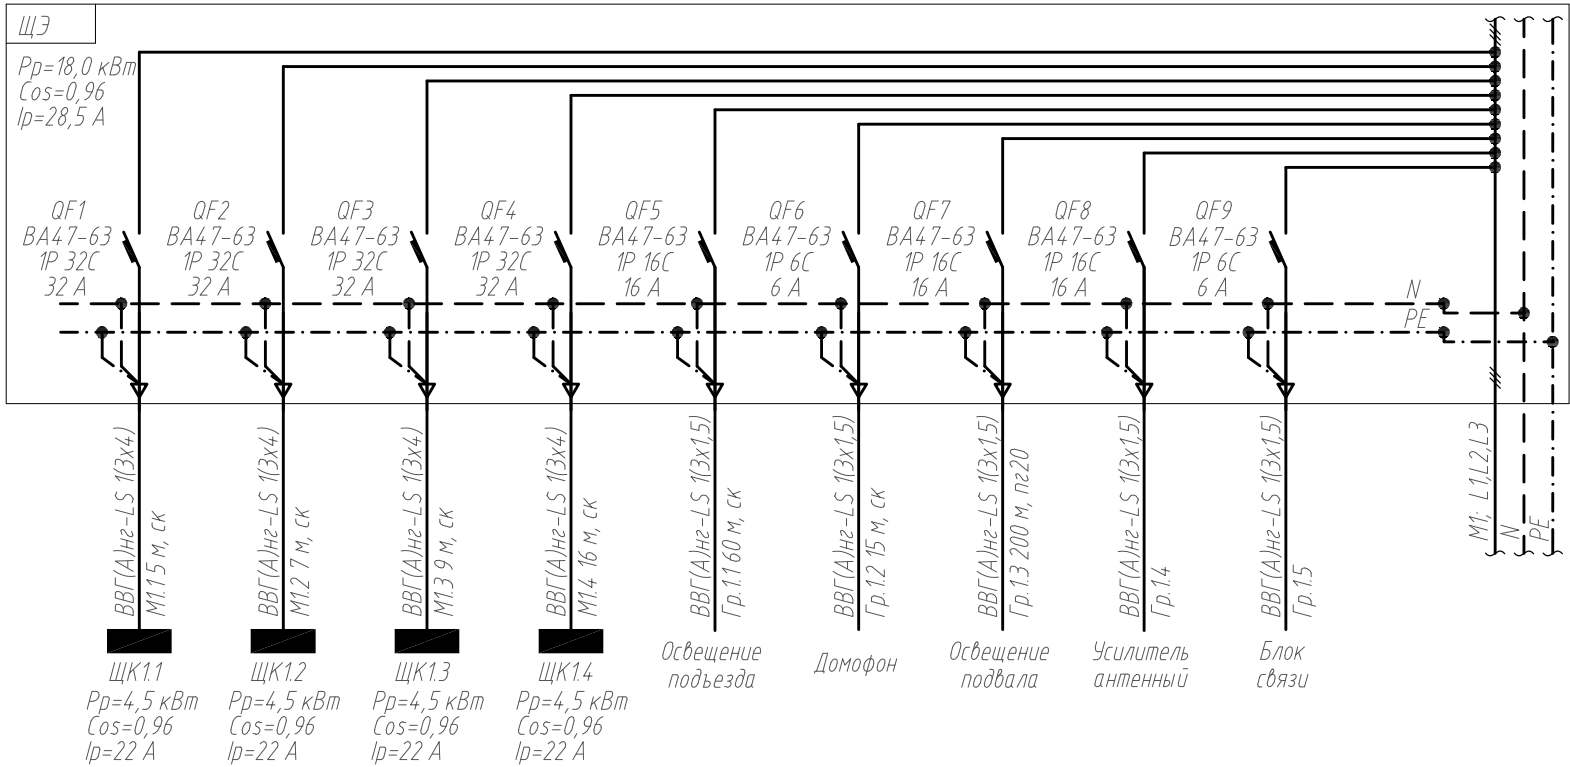 ЩЭ
Рр=18,0 кВт
Cos=0,96
Iр=28,5 А
QF1
ВА47-63
1Р 32С
32 А
QF2
ВА47-63
1Р 32С
32 А
QF3
ВА47-63
1Р 32С
32 А
QF4
ВА47-63
1Р 32С
32 А
QF5
ВА47-63
1Р 16С
16 А
QF6
ВА47-63
1Р 6С
6 А
QF7
ВА47-63
1Р 16С
16 А
QF8
ВА47-63
1Р 16С
16 А
QF9
ВА47-63
1Р 6С
6 А
N
PE
ВВГ(А)нг-LS 1(3х4)
М1.1 5 м, ск
ВВГ(А)нг-LS 1(3х4)
М1.2 7 м, ск
ВВГ(А)нг-LS 1(3х4)
М1.3 9 м, ск
ВВГ(А)нг-LS 1(3х4)
М1.4 16 м, ск
ВВГ(А)нг-LS 1(3х1,5)
Гр.1.1 60 м, ск
ВВГ(А)нг-LS 1(3х1,5)
Гр.1.2 15 м, ск
ВВГ(А)нг-LS 1(3х1,5)
Гр.1.3 200 м, пг20
ВВГ(А)нг-LS 1(3х1,5)
Гр.1.4
ВВГ(А)нг-LS 1(3х1,5)
Гр.1.5
М1; L1,L2,L3
N
PE
ЩК1.1
Рр=4,5 кВт
Cos=0,96
Iр=22 А
ЩК1.2
Рр=4,5 кВт
Cos=0,96
Iр=22 А
ЩК1.3
Рр=4,5 кВт
Cos=0,96
Iр=22 А
ЩК1.4
Рр=4,5 кВт
Cos=0,96
Iр=22 А
Освещение
подъезда
Домофон
Освещение
подвала
Усилитель
антенный
Блок
связи